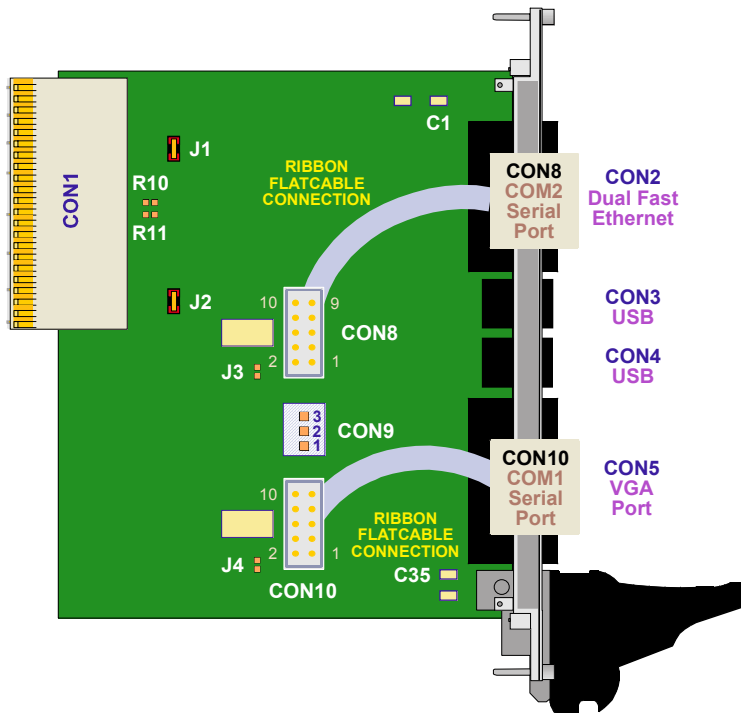 C1
J1
RIBBON
FLATCABLE
CONNECTION
CON8
COM2
Serial
Port
CON2
Dual Fast
Ethernet
CON1
R10
R11
J2
10
9
CON8
J3
2
1
CON3
USB
CON4
USB
3
2
1
CON9
CON10
COM1
Serial
Port
CON5
VGA
Port
10
RIBBON
FLATCABLE
CONNECTION
J4
2
1
CON10
C35